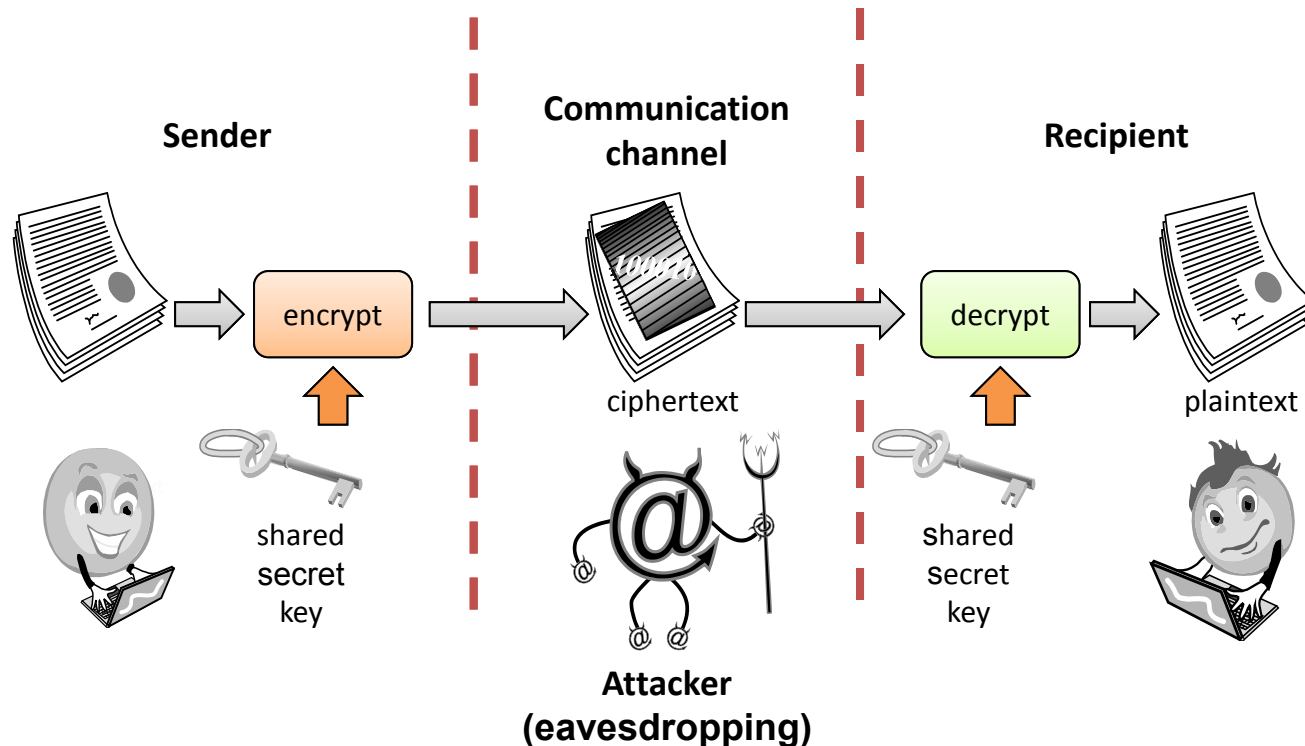 Sender
Communication
channel
Recipient
encrypt
decrypt
ciphertext
plaintext
shared
secret
key
@
@
@
@
@
shared
secret
key
Attacker
(eavesdropping)